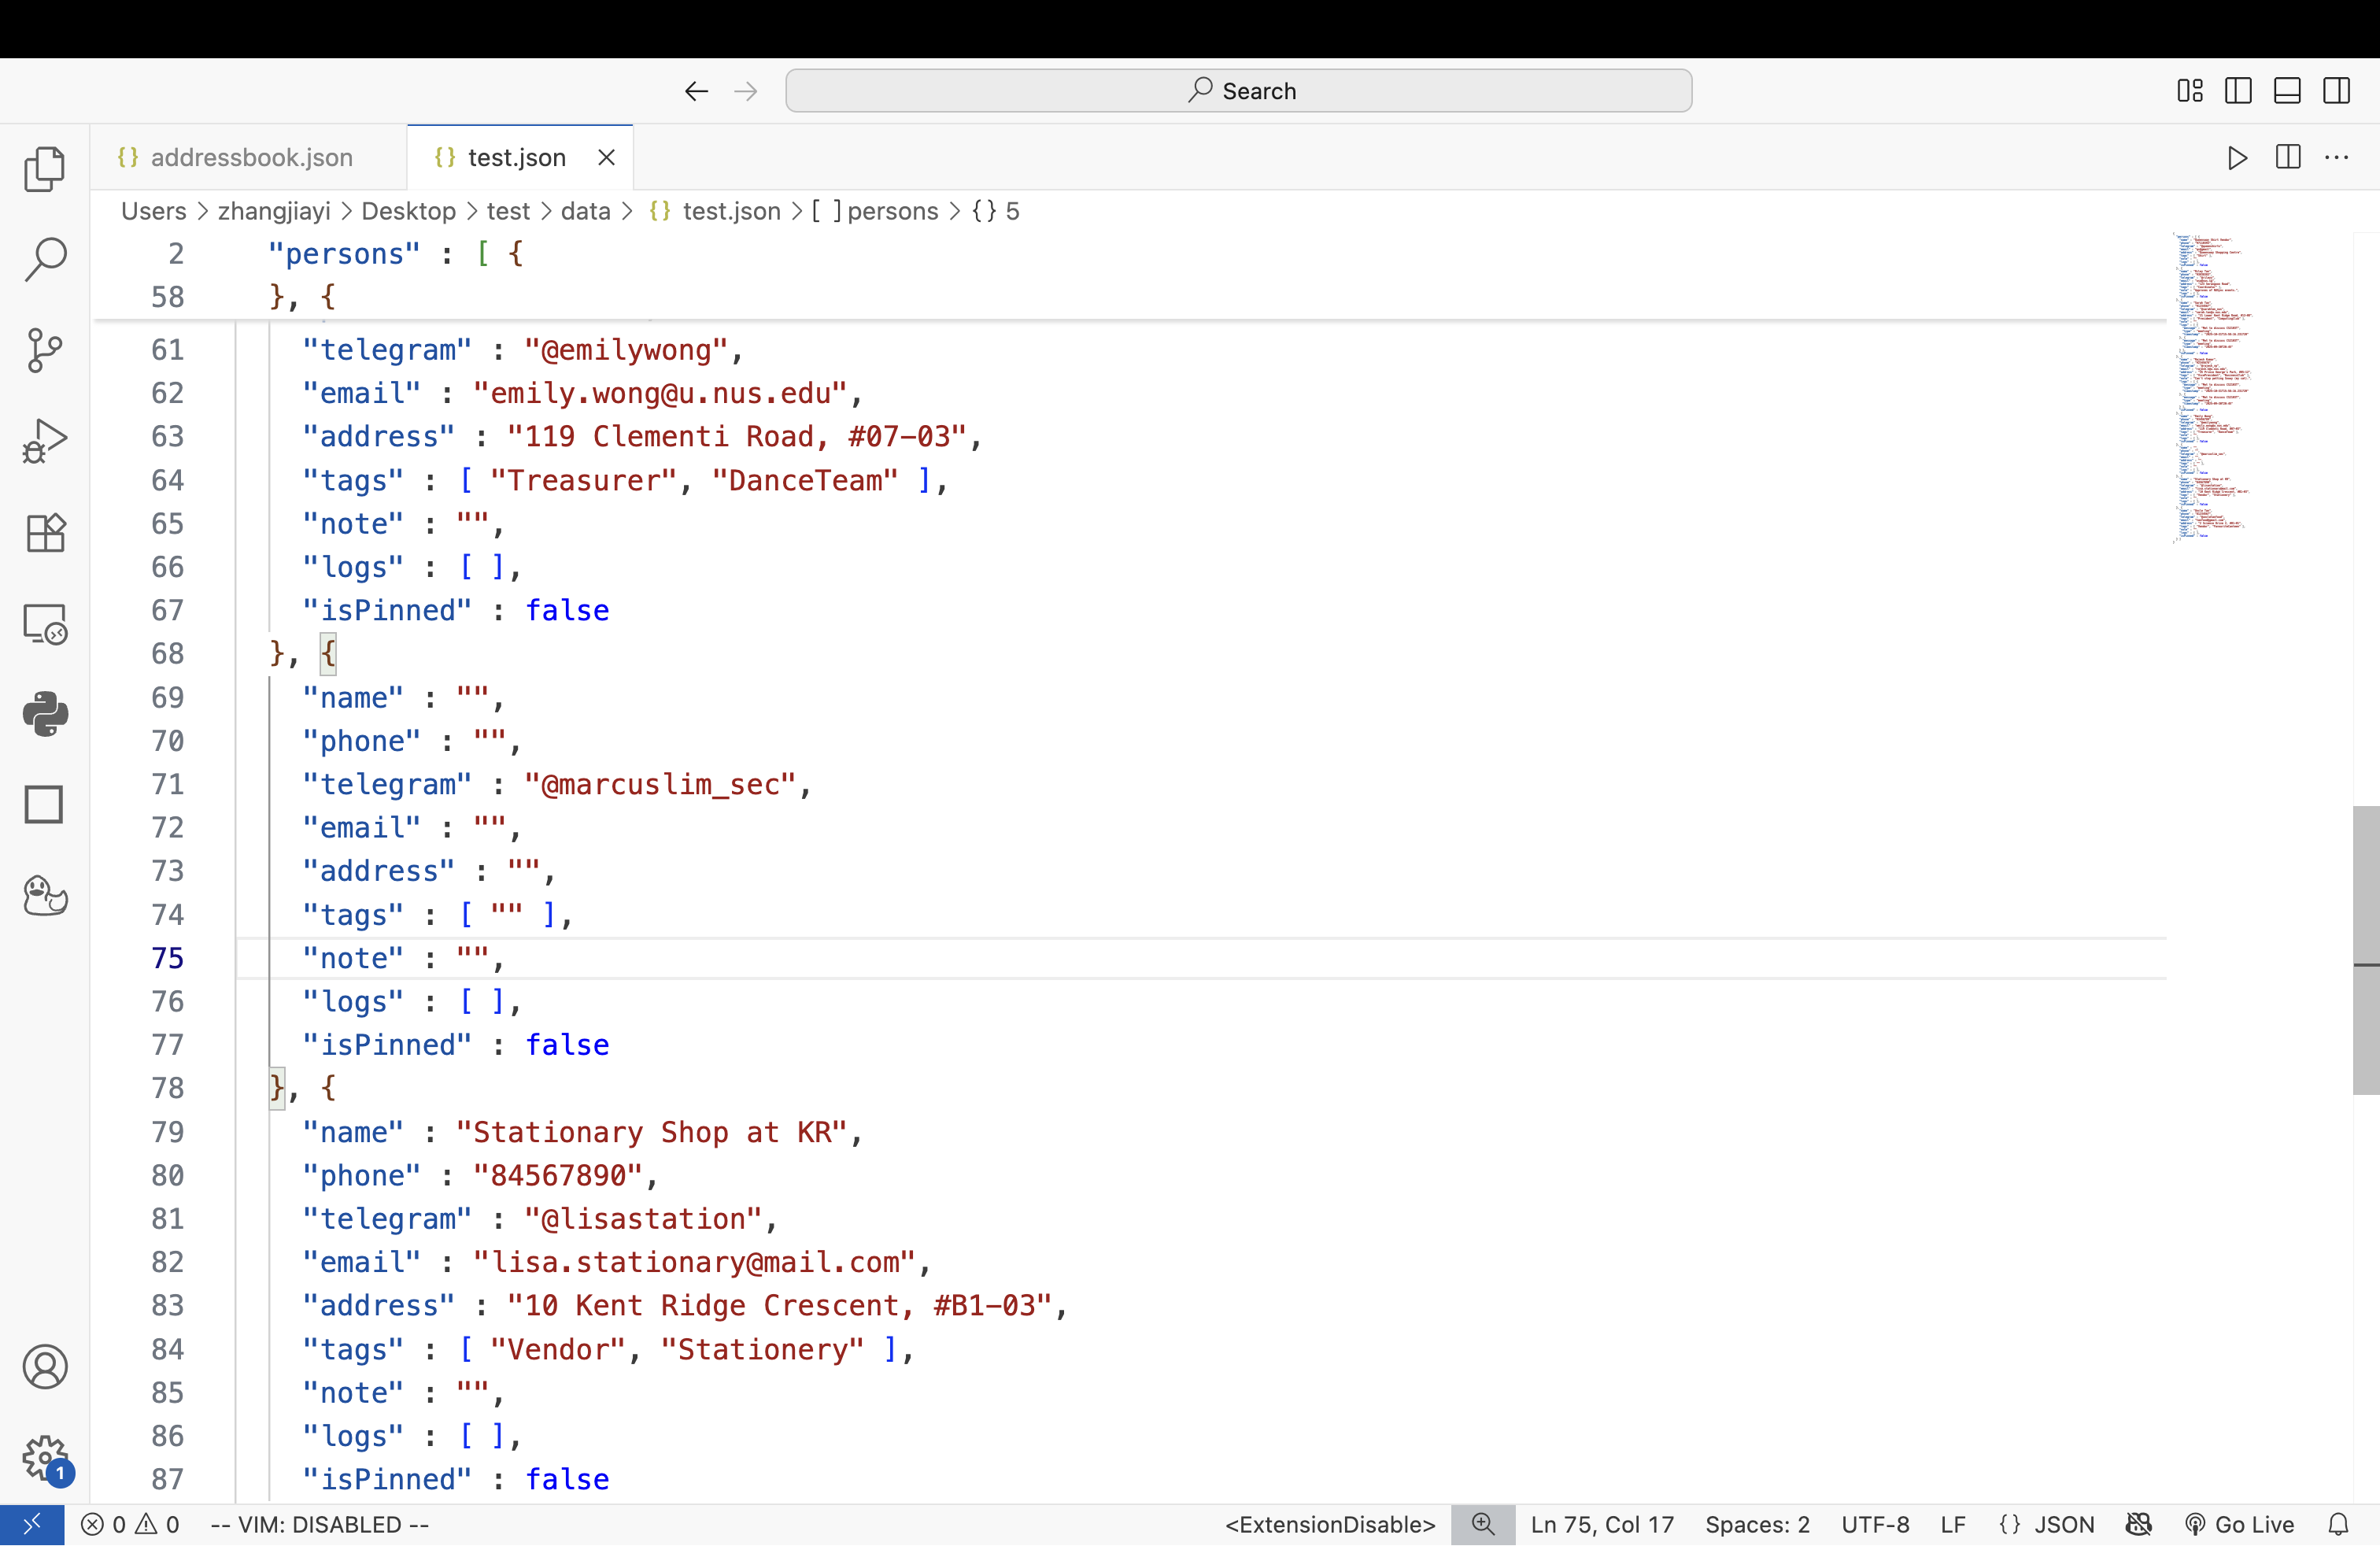 Search
addressbook.json
test.json
Users > zhangjiayi > Desktop > test > data > {} test.json > [ ] persons > {} 5
2 "persons" : [ {
58 }, {
61 "telegram" : "@emilywong",
62 "email" : "emily.wong@u.nus.edu",
63 "address" : "119 Clementi Road, #07-03",
64 "tags" : [ "Treasurer", "DanceTeam" ],
65 "note" : "",
66 "logs" : [ ],
67 "isPinned" : false
68 }, {
69 "name" : "",
70 "phone" : "",
71 "telegram" : "@marcuslim_sec",
72 "email" : "",
73 "address" : "",
74 "tags" : [ "" ],
75 "note" : "",
76 "logs" : [ ],
77 "isPinned" : false
78 }, {
79 "name" : "Stationary Shop at KR",
80 "phone" : "84567890",
81 "telegram" : "@lisastation",
82 "email" : "lisa.stationary@mail.com",
83 "address" : "10 Kent Ridge Crescent, #B1-03",
84 "tags" : [ "Vendor", "Stationery" ],
85 "note" : "",
86 "logs" : [ ],
87 "isPinned" : false
1
0 0 -- VIM: DISABLED -- <ExtensionDisable> Ln 75, Col 17 Spaces: 2 UTF-8 LF {} JSON Go Live